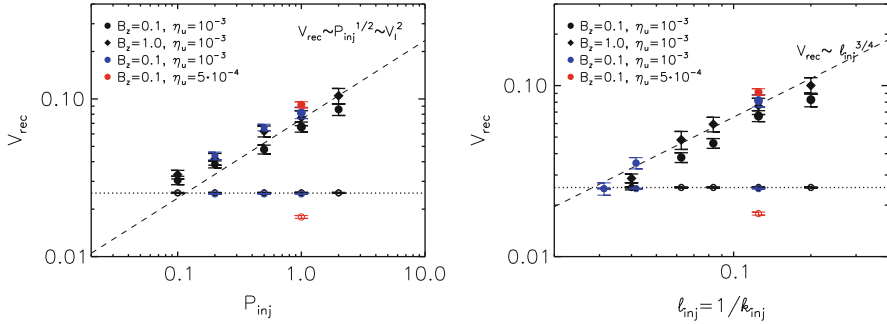 B_z=0.1, η_u=10^-3
B_z=1.0, η_u=10^-3
B_z=0.1, η_u=10^-3
B_z=0.1, η_u=5·10^-4
V_rec~P_inj^1/2~V_l^2
0.10
0.01
V_rec
0.1
1.0
10.0
P_inj
B_z=0.1, η_u=10^-3
B_z=1.0, η_u=10^-3
B_z=0.1, η_u=10^-3
B_z=0.1, η_u=5·10^-4
V_rec~ ℓ_inj^3/4
0.10
0.01
V_rec
0.1
ℓ_inj=1/k_inj